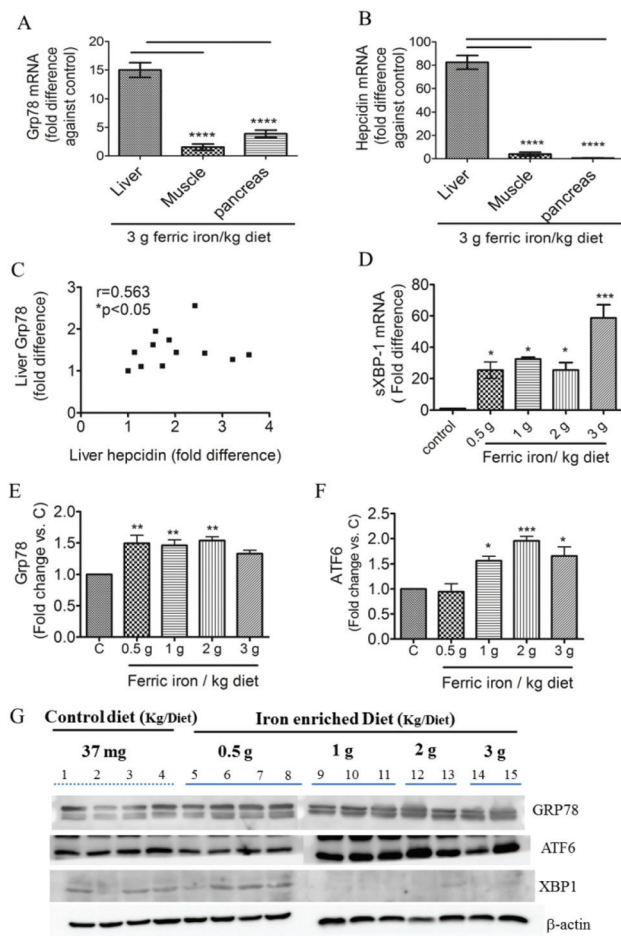 A
Grp78 mRNA
(fold difference
against control)
20
15
10
5
0
****
****
Liver
Muscle
pancreas
3 g ferric iron/kg diet
B
Hepcidin mRNA
(fold difference
against control)
100
80
60
40
20
0
****
****
Liver
Muscle
pancreas
3 g ferric iron/kg diet
C
Liver Grp78
(fold difference)
3
2
1
0
r=0.563
*p<0.05
0 1 2 3 4
Liver hepcidin (fold difference)
D
sXBP-1 mRNA
( Fold difference)
80
60
40
20
0
*
*
*
***
control
0.5 g
1 g
2 g
3 g
Ferric iron/ kg diet
E
Grp78
(Fold change vs. C)
2.0
1.5
1.0
0.5
0.0
**
**
**
C 0.5 g 1 g 2 g 3 g
Ferric iron / kg diet
F
ATF6
(Fold change vs. C)
2.5
2.0
1.5
1.0
0.5
0.0
*
***
*
C 0.5 g 1 g 2 g 3 g
Ferric iron / kg diet
G
Control diet (Kg/Diet) Iron enriched Diet (Kg/Diet)
37 mg 0.5 g 1 g 2 g 3 g
1 2 3 4 5 6 7 8 9 10 11 12 13 14 15
GRP78
ATF6
XBP1
β-actin